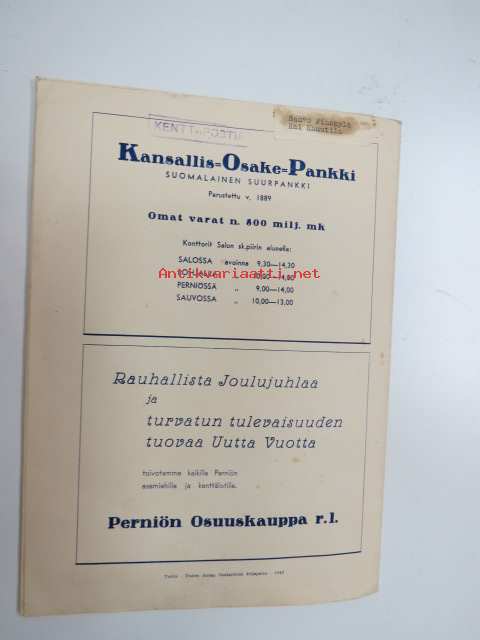 KENTTÄPOSTIA
Kansallis-Osake-Pankki
SUOMALAINEN SUURPANKKI
Perustettu v. 1889
Omat varat n. 800 milj. mk
Konttorit Salon sk.piirin alueella:
SALOSSA avoinna 9,30—14,30
PERNIÖSSÄ „ 9,00—14,00
SAUVOSSA „ 10,00—13,00
Antikvariaatti.net
Rauhallista Joulujuhlaa
ja
turvatun tulevaisuuden
tuovaa Uutta Vuotta
toivotamme kaikille Perniön
asemiehille ja kenttälotille.
Perniön Osuuskauppa r.l.